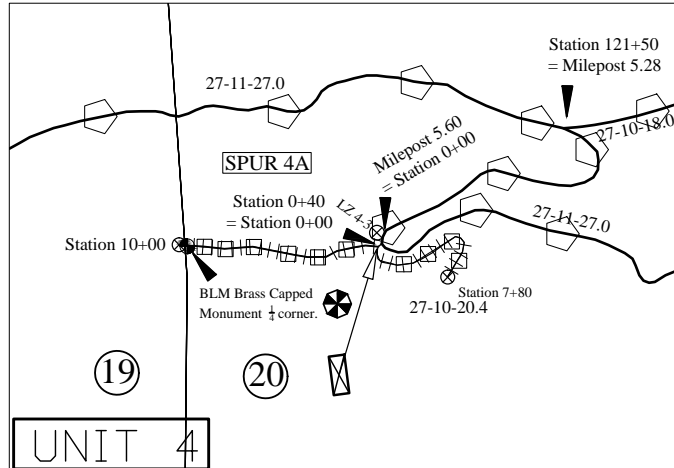 Station 121+50
= Milepost 5.28
27-11-27.0
27-10-18.0
SPUR 4A
Milepost 5.60
= Station 0+00
Station 0+40
= Station 0+00
LZ 4-3
27-11-27.0
Station 10+00
BLM Brass Capped
Monument 1/4 corner.
Station 7+80
27-10-20.4
19
20
UNIT 4